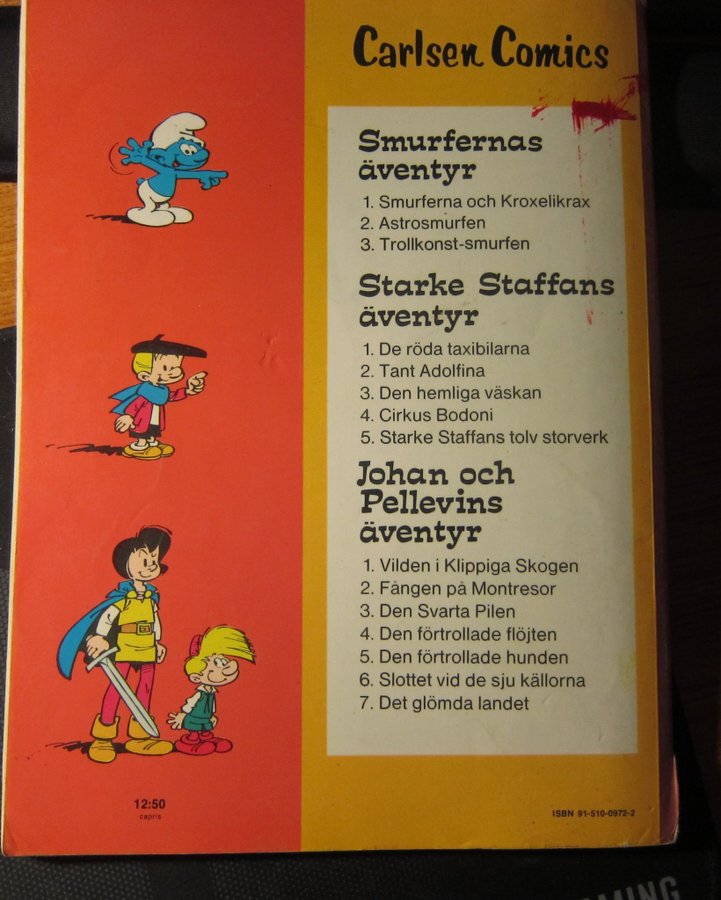 Carlsen Comics
Smurfernas
äventyr
1. Smurferna och Kroxelikrax
2. Astrosmurfen
3. Trollkonst-smurfen
Starke Staffans
äventyr
1. De röda taxibilarna
2. Tant Adolfina
3. Den hemliga väskan
4. Cirkus Bodoni
5. Starke Staffans tolv storverk
Johan och
Pellevins
äventyr
1. Vilden i Klippiga Skogen
2. Fången på Montresor
3. Den Svarta Pilen
4. Den förtrollade flöjten
5. Den förtrollade hunden
6. Slottet vid de sju källorna
7. Det glömda landet
12:50
capris
ISBN 91-510-0972-2